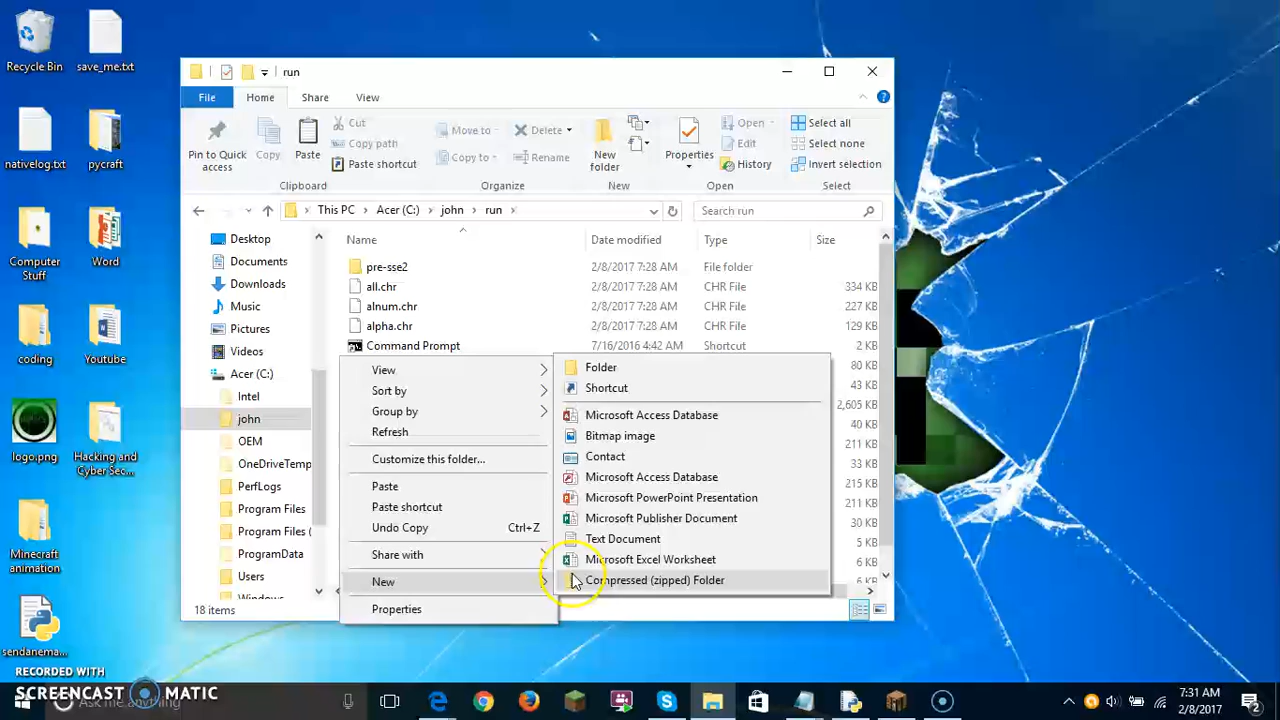 Recycle Bin
save_me.txt
nativelog.txt
pycraft
Computer Stuff
Word
coding
Youtube
logo.png
Hacking and Cyber Sec...
Minecraft animation
sendanema...
run
File
Home
Share
View
Pin to Quick access
Copy
Paste
Cut
Copy path
Paste shortcut
Clipboard
Move to
Copy to
Delete
Rename
Organize
New folder
New
Properties
Open
Edit
History
Open
Select all
Select none
Invert selection
Select
This PC
Acer (C:)
john
run
Search run
Desktop
Documents
Downloads
Music
Pictures
Videos
Acer (C:)
Intel
john
OEM
OneDriveTemp
PerfLogs
Program Files
Program Files (
ProgramData
Users
Windows
Name Date modified Type Size
pre-sse2 2/8/2017 7:28 AM File folder
all.chr 2/8/2017 7:28 AM CHR File 334 KB
alnum.chr 2/8/2017 7:28 AM CHR File 227 KB
alpha.chr 2/8/2017 7:28 AM CHR File 129 KB
Command Prompt 7/16/2016 4:42 AM Shortcut 2 KB
43 KB
2,605 KB
40 KB
211 KB
33 KB
215 KB
211 KB
30 KB
5 KB
6 KB
View
Sort by
Group by
Refresh
Customize this folder...
Paste
Paste shortcut
Undo Copy Ctrl+Z
Share with
New
Properties
Folder
Shortcut
Microsoft Access Database
Bitmap image
Contact
Microsoft Access Database
Microsoft PowerPoint Presentation
Microsoft Publisher Document
Text Document
Microsoft Excel Worksheet
Compressed (zipped) Folder
18 items
RECORDED WITH
SCREENCAST MATIC
Ask me anything
7:31 AM
2/8/2017
2